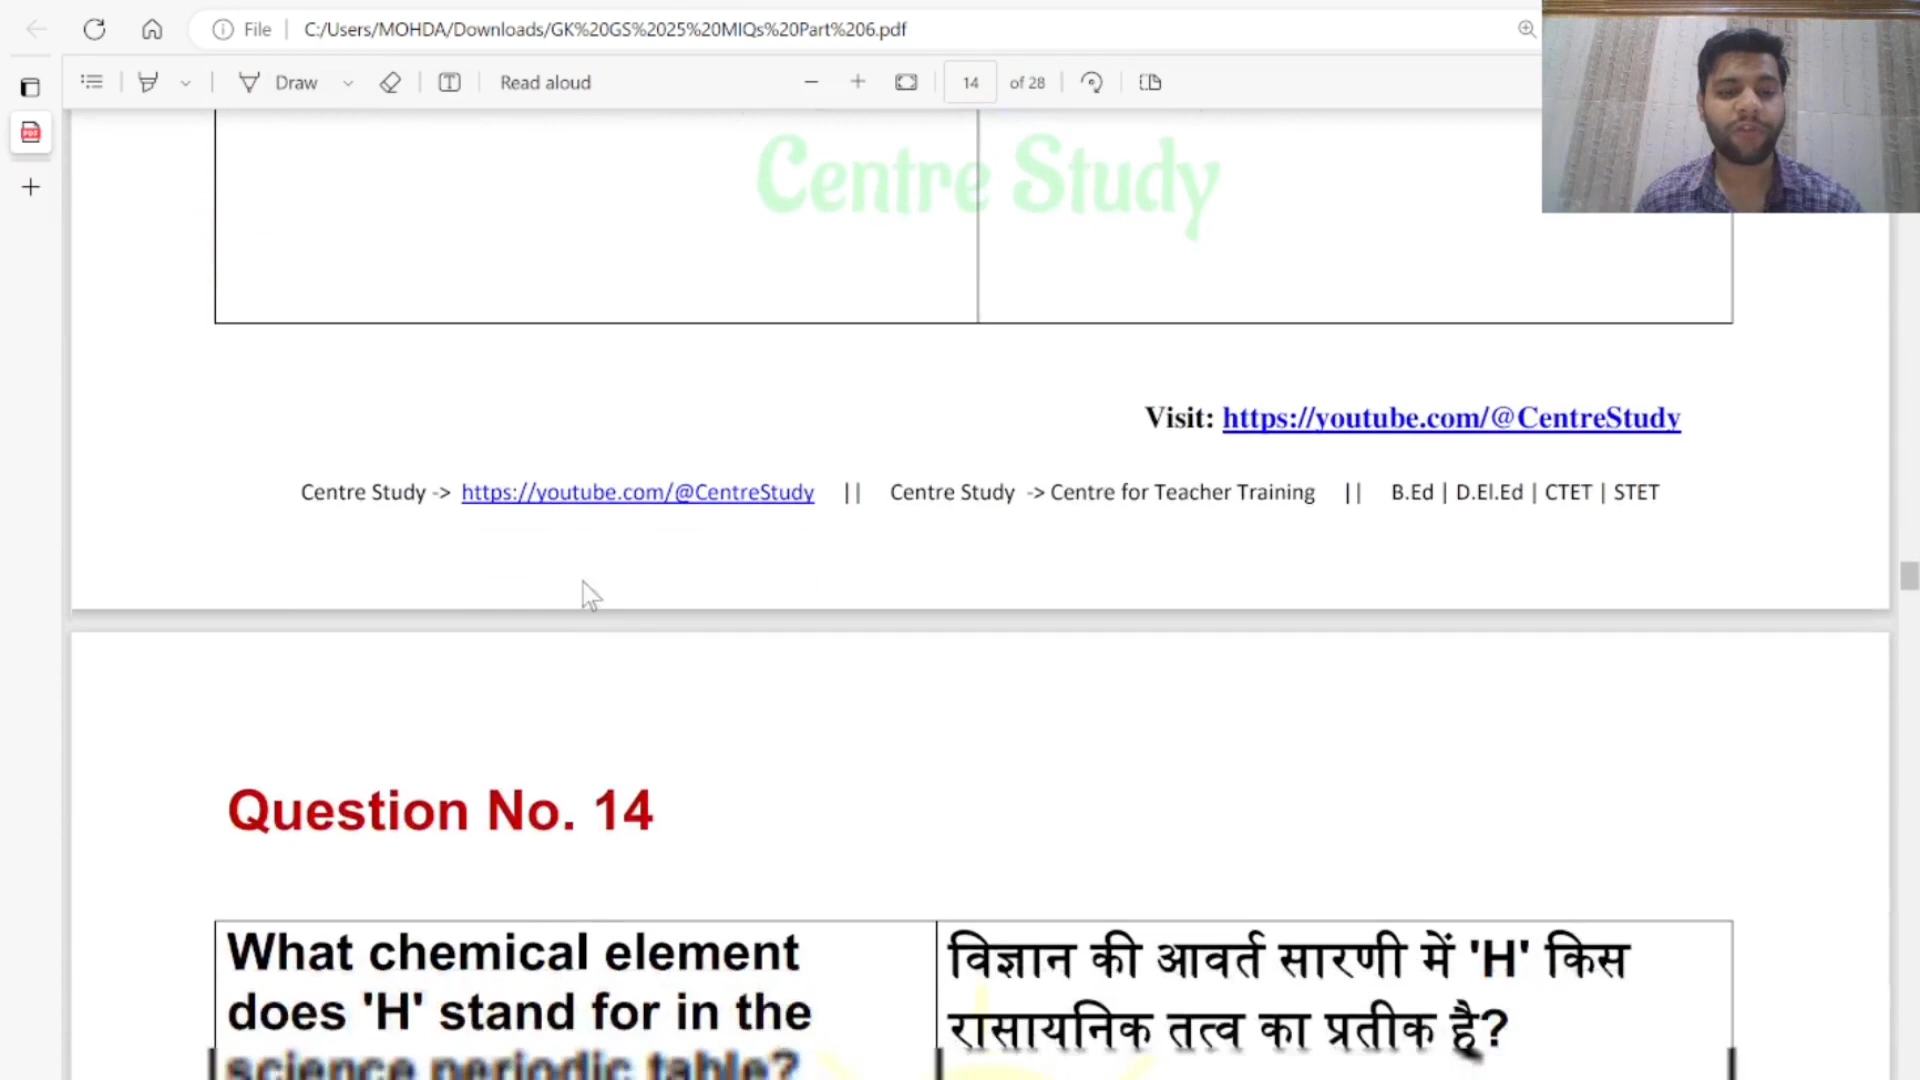 File
C:/Users/MOHDA/Downloads/GK%20GS%2025%20MIQs%20Part%206.pdf
Draw
Read aloud
14 of 28
Centre Study
Visit: https://youtube.com/@CentreStudy
Centre Study -> https://youtube.com/@CentreStudy || Centre Study -> Centre for Teacher Training || B.Ed | D.El.Ed | CTET | STET
Question No. 14
What chemical element
does 'H' stand for in the
science periodic table?
विज्ञान की आवर्त सारणी में 'H' किस
रासायनिक तत्व का प्रतीक है?